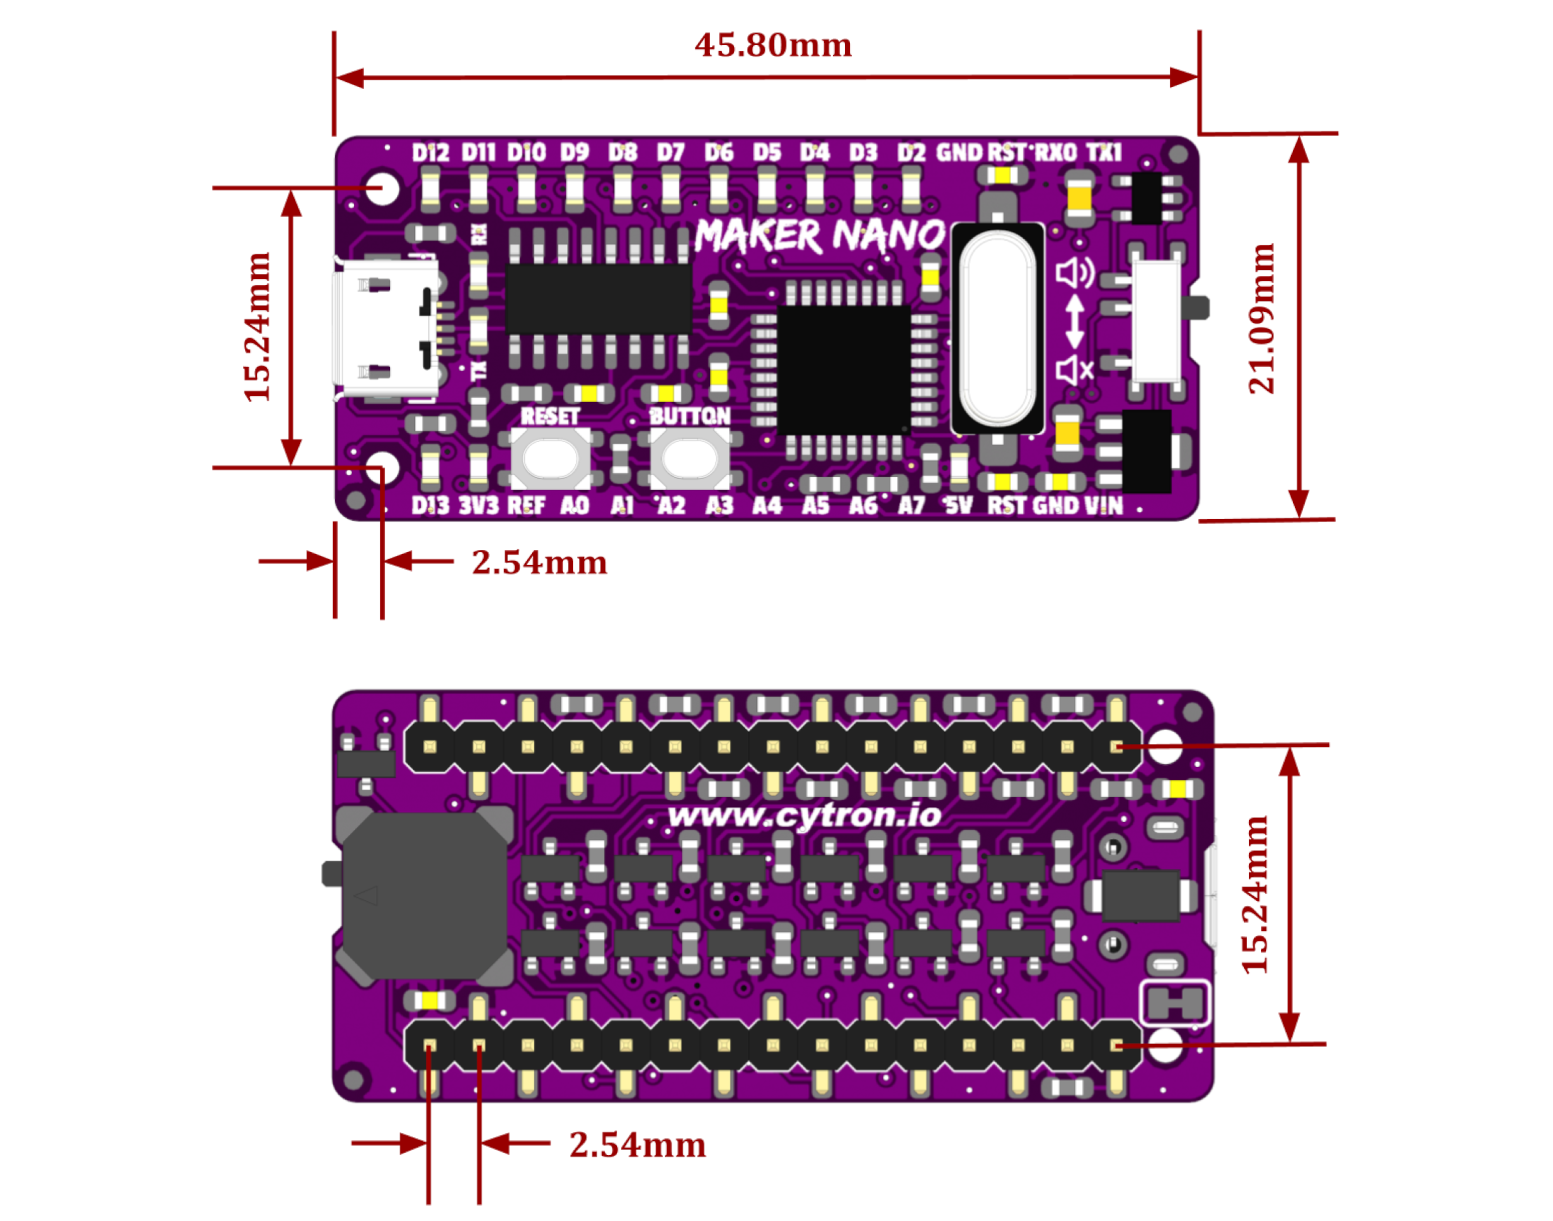 45.80mm
D12 D11 D10 D9 D8 D7 D6 D5 D4 D3 D2 GND RST RX0 TX1
RX
MAKER NANO
15.24mm
21.09mm
TX
RESET BUTTON
D13 3V3 REF A0 A1 A2 A3 A4 A5 A6 A7 5V RST GND VIN
2.54mm
www.cytron.io
15.24mm
2.54mm